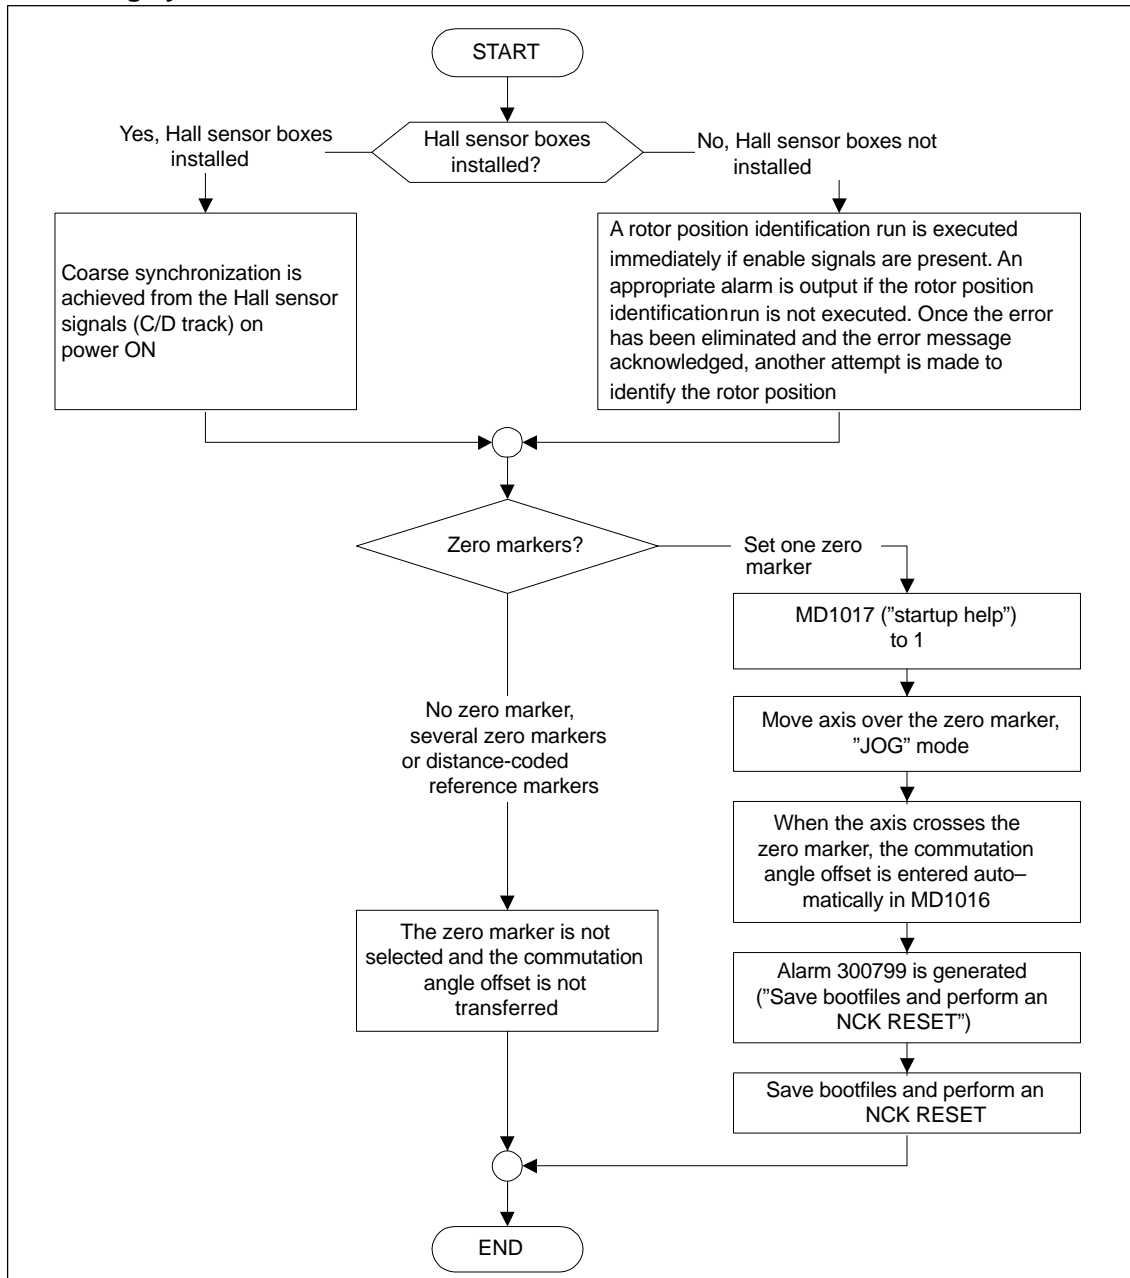 START
Yes, Hall sensor boxes
installed
Hall sensor boxes
installed?
No, Hall sensor boxes not
installed
Coarse synchronization is
achieved from the Hall sensor
signals (C/D track) on
power ON
A rotor position identification run is executed
immediately if enable signals are present. An
appropriate alarm is output if the rotor position
identification run is not executed. Once the error
has been eliminated and the error message
acknowledged, another attempt is made to
identify the rotor position
Zero markers?
Set one zero
marker
MD1017 (”startup help”)
to 1
Move axis over the zero marker,
”JOG” mode
No zero marker,
several zero markers
or distance-coded
reference markers
When the axis crosses the
zero marker, the commutation
angle offset is entered auto–
matically in MD1016
The zero marker is not
selected and the commutation
angle offset is not
transferred
Alarm 300799 is generated
(”Save bootfiles and perform an
NCK RESET”)
Save bootfiles and perform an
NCK RESET
END